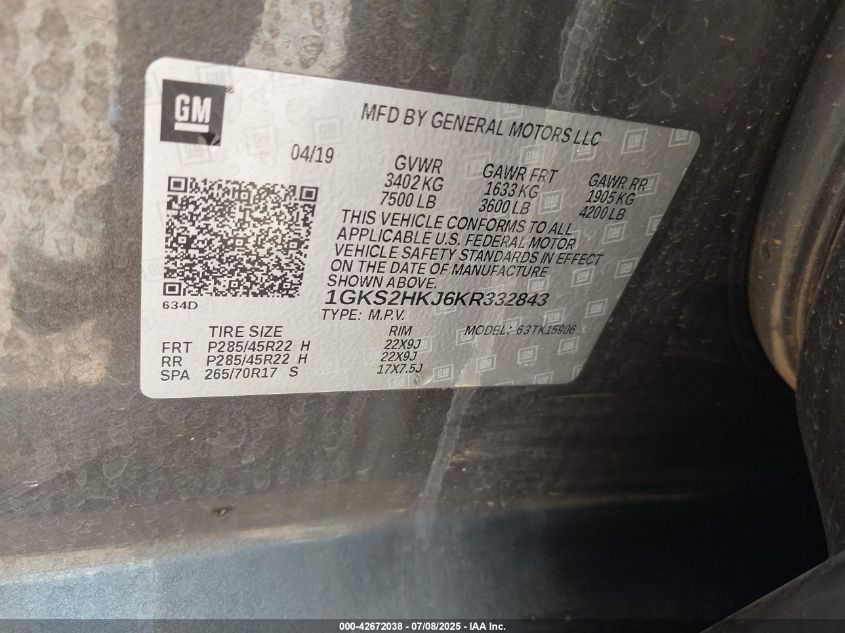 GM
MFD BY GENERAL MOTORS LLC
04/19
GVWR GAWR FRT GAWR RR
3402 KG 1633 KG 1905 KG
7500 LB 3600 LB 4200 LB
THIS VEHICLE CONFORMS TO ALL
APPLICABLE U.S. FEDERAL MOTOR
VEHICLE SAFETY STANDARDS IN EFFECT
ON THE DATE OF MANUFACTURE
SHOWN ABOVE.
1GKS2HKJ6KR332843
634D
TYPE: M.P.V.
TIRE SIZE RIM MODEL: 63TK15906
FRT P285/45R22 H 22X9J
RR P285/45R22 H 22X9J
SPA 265/70R17 S 17X7.5J
000-42672038 - 07/08/2025 - IAA Inc.